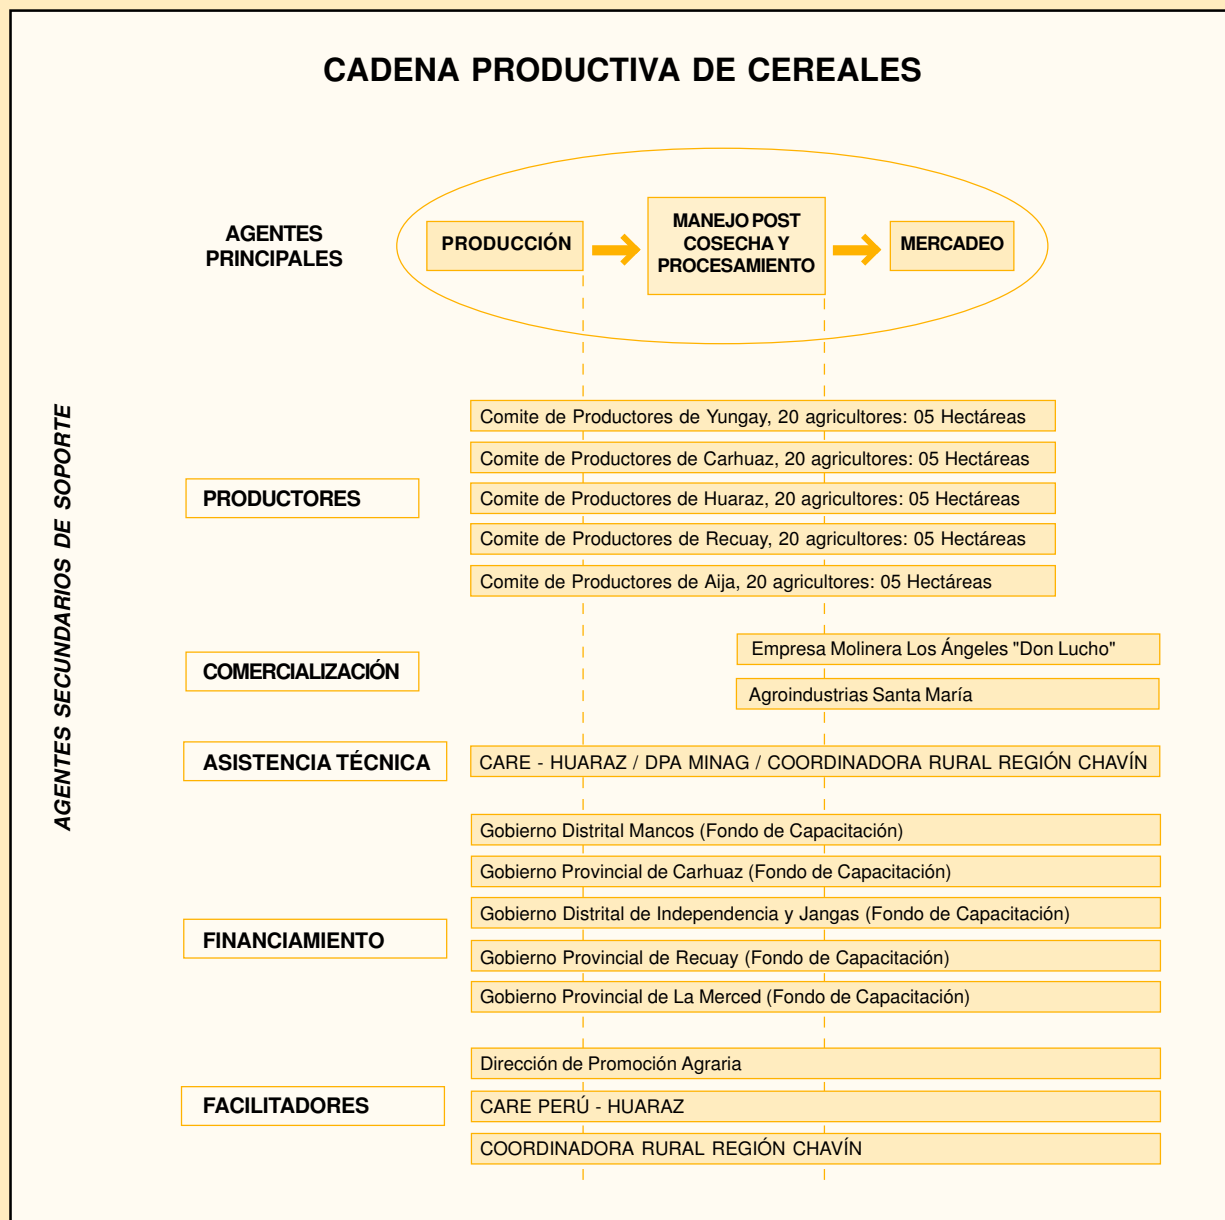 CADENA PRODUCTIVA DE CEREALES
AGENTES
PRINCIPALES
PRODUCCIÓN
MANEJO POST
COSECHA Y
PROCESAMIENTO
MERCADEO
AGENTES SECUNDARIOS DE SOPORTE
PRODUCTORES
Comite de Productores de Yungay, 20 agricultores: 05 Hectáreas
Comite de Productores de Carhuaz, 20 agricultores: 05 Hectáreas
Comite de Productores de Huaraz, 20 agricultores: 05 Hectáreas
Comite de Productores de Recuay, 20 agricultores: 05 Hectáreas
Comite de Productores de Aija, 20 agricultores: 05 Hectáreas
COMERCIALIZACIÓN
Empresa Molinera Los Ángeles "Don Lucho"
Agroindustrias Santa María
ASISTENCIA TÉCNICA
CARE - HUARAZ / DPA MINAG / COORDINADORA RURAL REGIÓN CHAVÍN
FINANCIAMIENTO
Gobierno Distrital Mancos (Fondo de Capacitación)
Gobierno Provincial de Carhuaz (Fondo de Capacitación)
Gobierno Distrital de Independencia y Jangas (Fondo de Capacitación)
Gobierno Provincial de Recuay (Fondo de Capacitación)
Gobierno Provincial de La Merced (Fondo de Capacitación)
FACILITADORES
Dirección de Promoción Agraria
CARE PERÚ - HUARAZ
COORDINADORA RURAL REGIÓN CHAVÍN